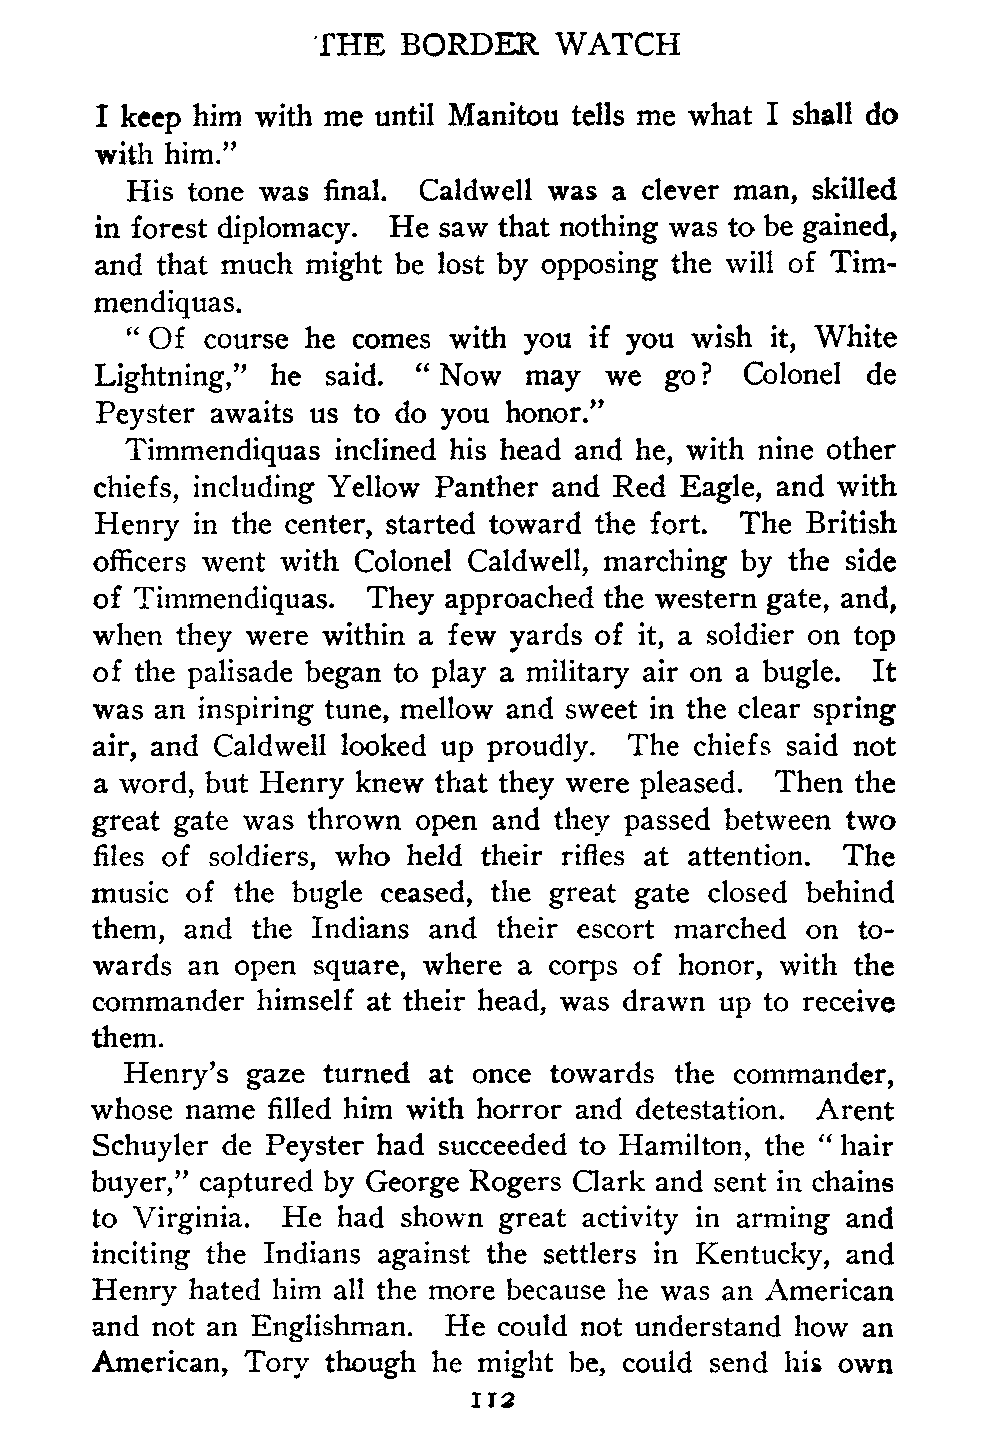 THE BORDER WATCH
I keep him with me until Manitou tells me what I shall do
with him.”
His tone was final. Caldwell was a clever man, skilled
in forest diplomacy. He saw that nothing was to be gained,
and that much might be lost by opposing the will of Tim-
mendiquas.
“ Of course he comes with you if you wish it, White
Lightning,” he said. “ Now may we go? Colonel de
Peyster awaits us to do you honor.”
Timmendiquas inclined his head and he, with nine other
chiefs, including Yellow Panther and Red Eagle, and with
Henry in the center, started toward the fort. The British
officers went with Colonel Caldwell, marching by the side
of Timmendiquas. They approached the western gate, and,
when they were within a few yards of it, a soldier on top
of the palisade began to play a military air on a bugle. It
was an inspiring tune, mellow and sweet in the clear spring
air, and Caldwell looked up proudly. The chiefs said not
a word, but Henry knew that they were pleased. Then the
great gate was thrown open and they passed between two
files of soldiers, who held their rifles at attention. The
music of the bugle ceased, the great gate closed behind
them, and the Indians and their escort marched on to-
wards an open square, where a corps of honor, with the
commander himself at their head, was drawn up to receive
them.
Henry’s gaze turned at once towards the commander,
whose name filled him with horror and detestation. Arent
Schuyler de Peyster had succeeded to Hamilton, the “ hair
buyer,” captured by George Rogers Clark and sent in chains
to Virginia. He had shown great activity in arming and
inciting the Indians against the settlers in Kentucky, and
Henry hated him all the more because he was an American
and not an Englishman. He could not understand how an
American, Tory though he might be, could send his own
112